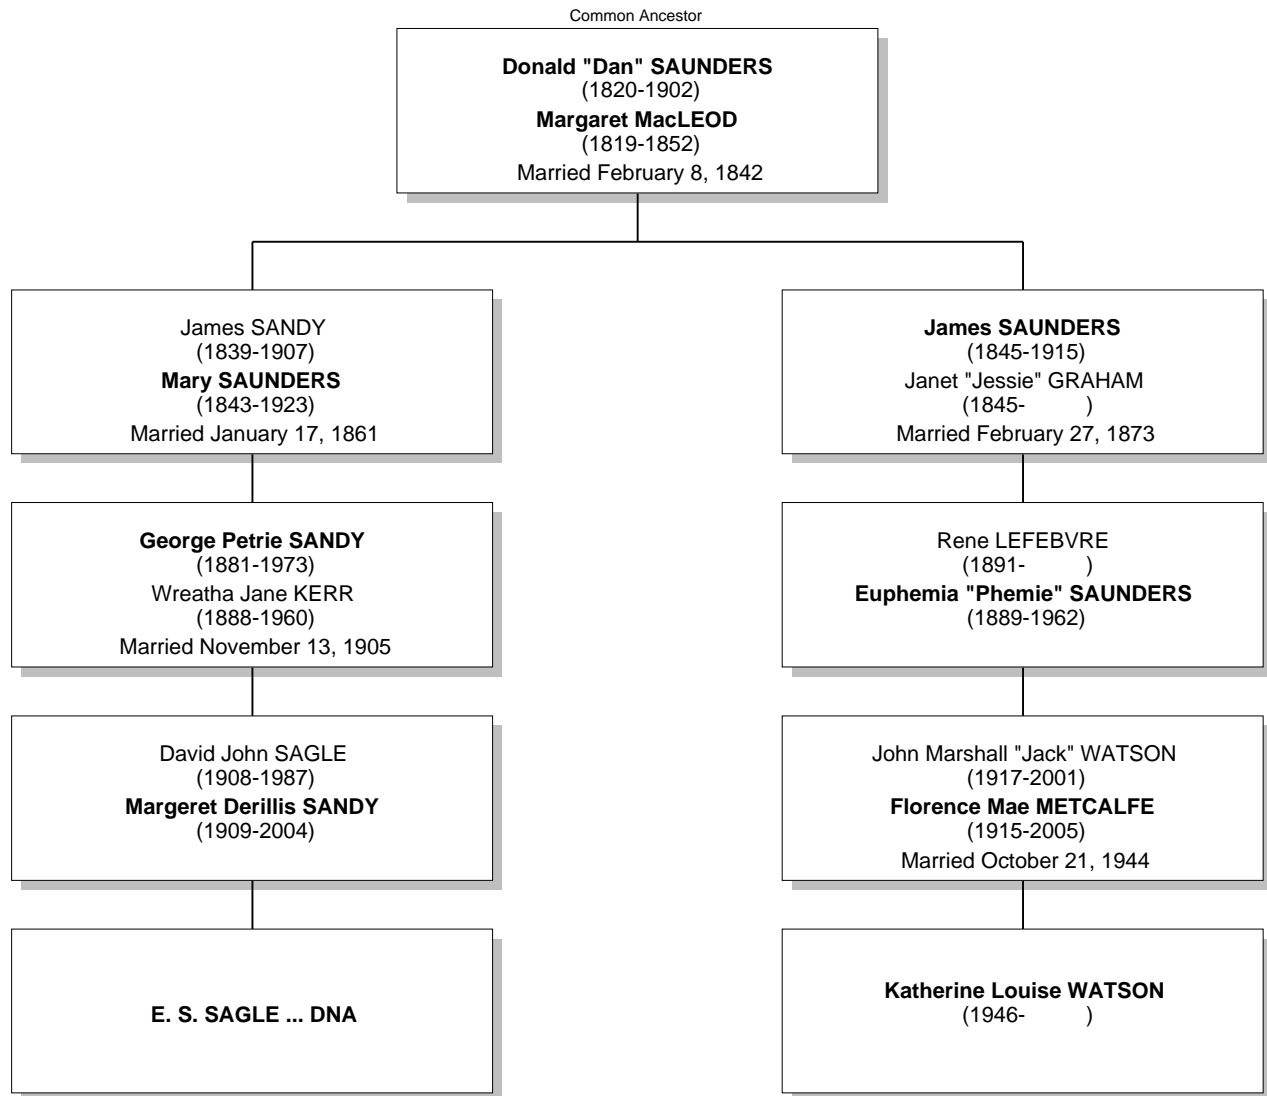 Common Ancestor
Donald "Dan" SAUNDERS
(1820-1902)
Margaret MacLEOD
(1819-1852)
Married February 8, 1842
James SANDY
(1839-1907)
Mary SAUNDERS
(1843-1923)
Married January 17, 1861
James SAUNDERS
(1845-1915)
Janet "Jessie" GRAHAM
(1845- )
Married February 27, 1873
George Petrie SANDY
(1881-1973)
Wreatha Jane KERR
(1888-1960)
Married November 13, 1905
Rene LEFEBVRE
(1891- )
Euphemia "Phemie" SAUNDERS
(1889-1962)
David John SAGLE
(1908-1987)
Margeret Derillis SANDY
(1909-2004)
John Marshall "Jack" WATSON
(1917-2001)
Florence Mae METCALFE
(1915-2005)
Married October 21, 1944
E. S. SAGLE ... DNA
Katherine Louise WATSON
(1946- )